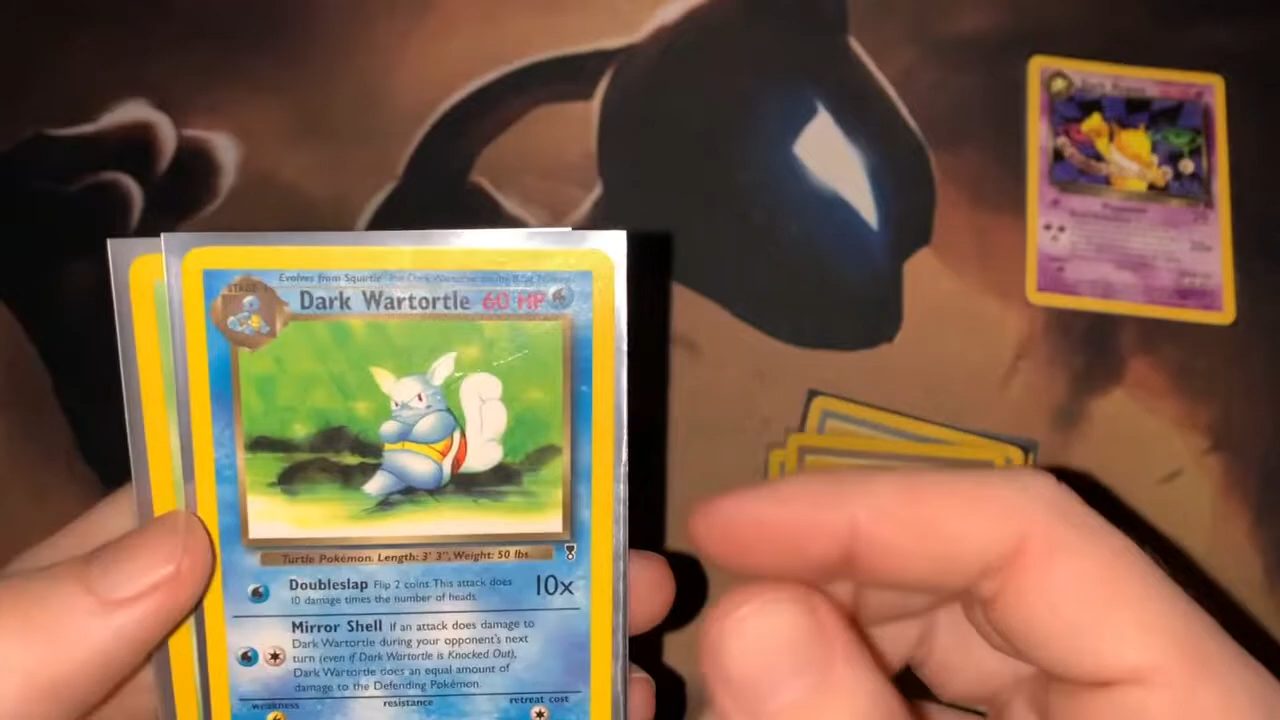 Evolves from Squirtle
STAGE 1
Dark Wartortle 60 HP
Turtle Pokémon. Length: 3' 3", Weight: 50 lbs.
Doubleslap Flip 2 coins. This attack does
10 damage times the number of heads.
10x
Mirror Shell If an attack does damage to
Dark Wartortle during your opponent's next
turn (even if Dark Wartortle is Knocked Out),
Dark Wartortle does an equal amount of
damage to the Defending Pokémon.
weakness resistance retreat cost